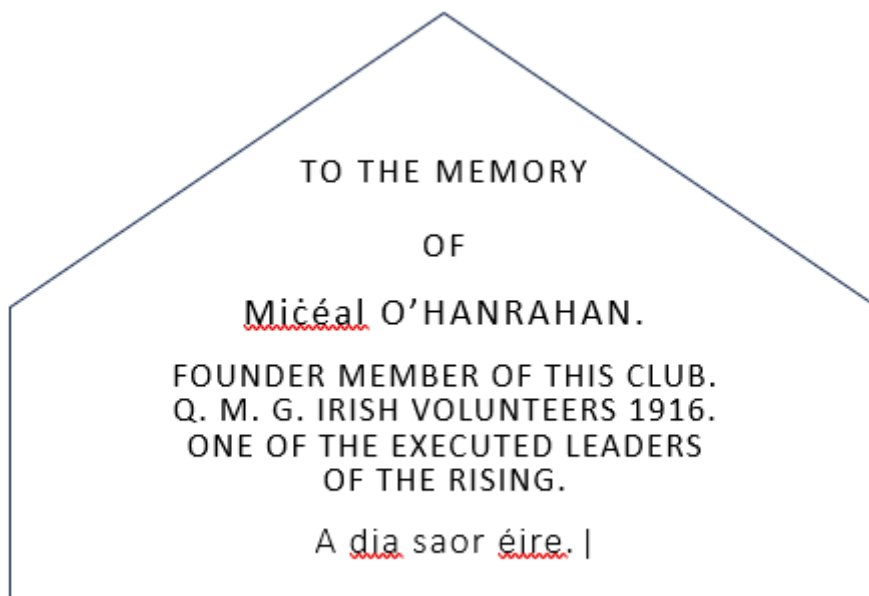 TO THE MEMORY
OF
Miċéal O’HANRAHAN.
FOUNDER MEMBER OF THIS CLUB.
Q. M. G. IRISH VOLUNTEERS 1916.
ONE OF THE EXECUTED LEADERS
OF THE RISING.
A dia saor éire.